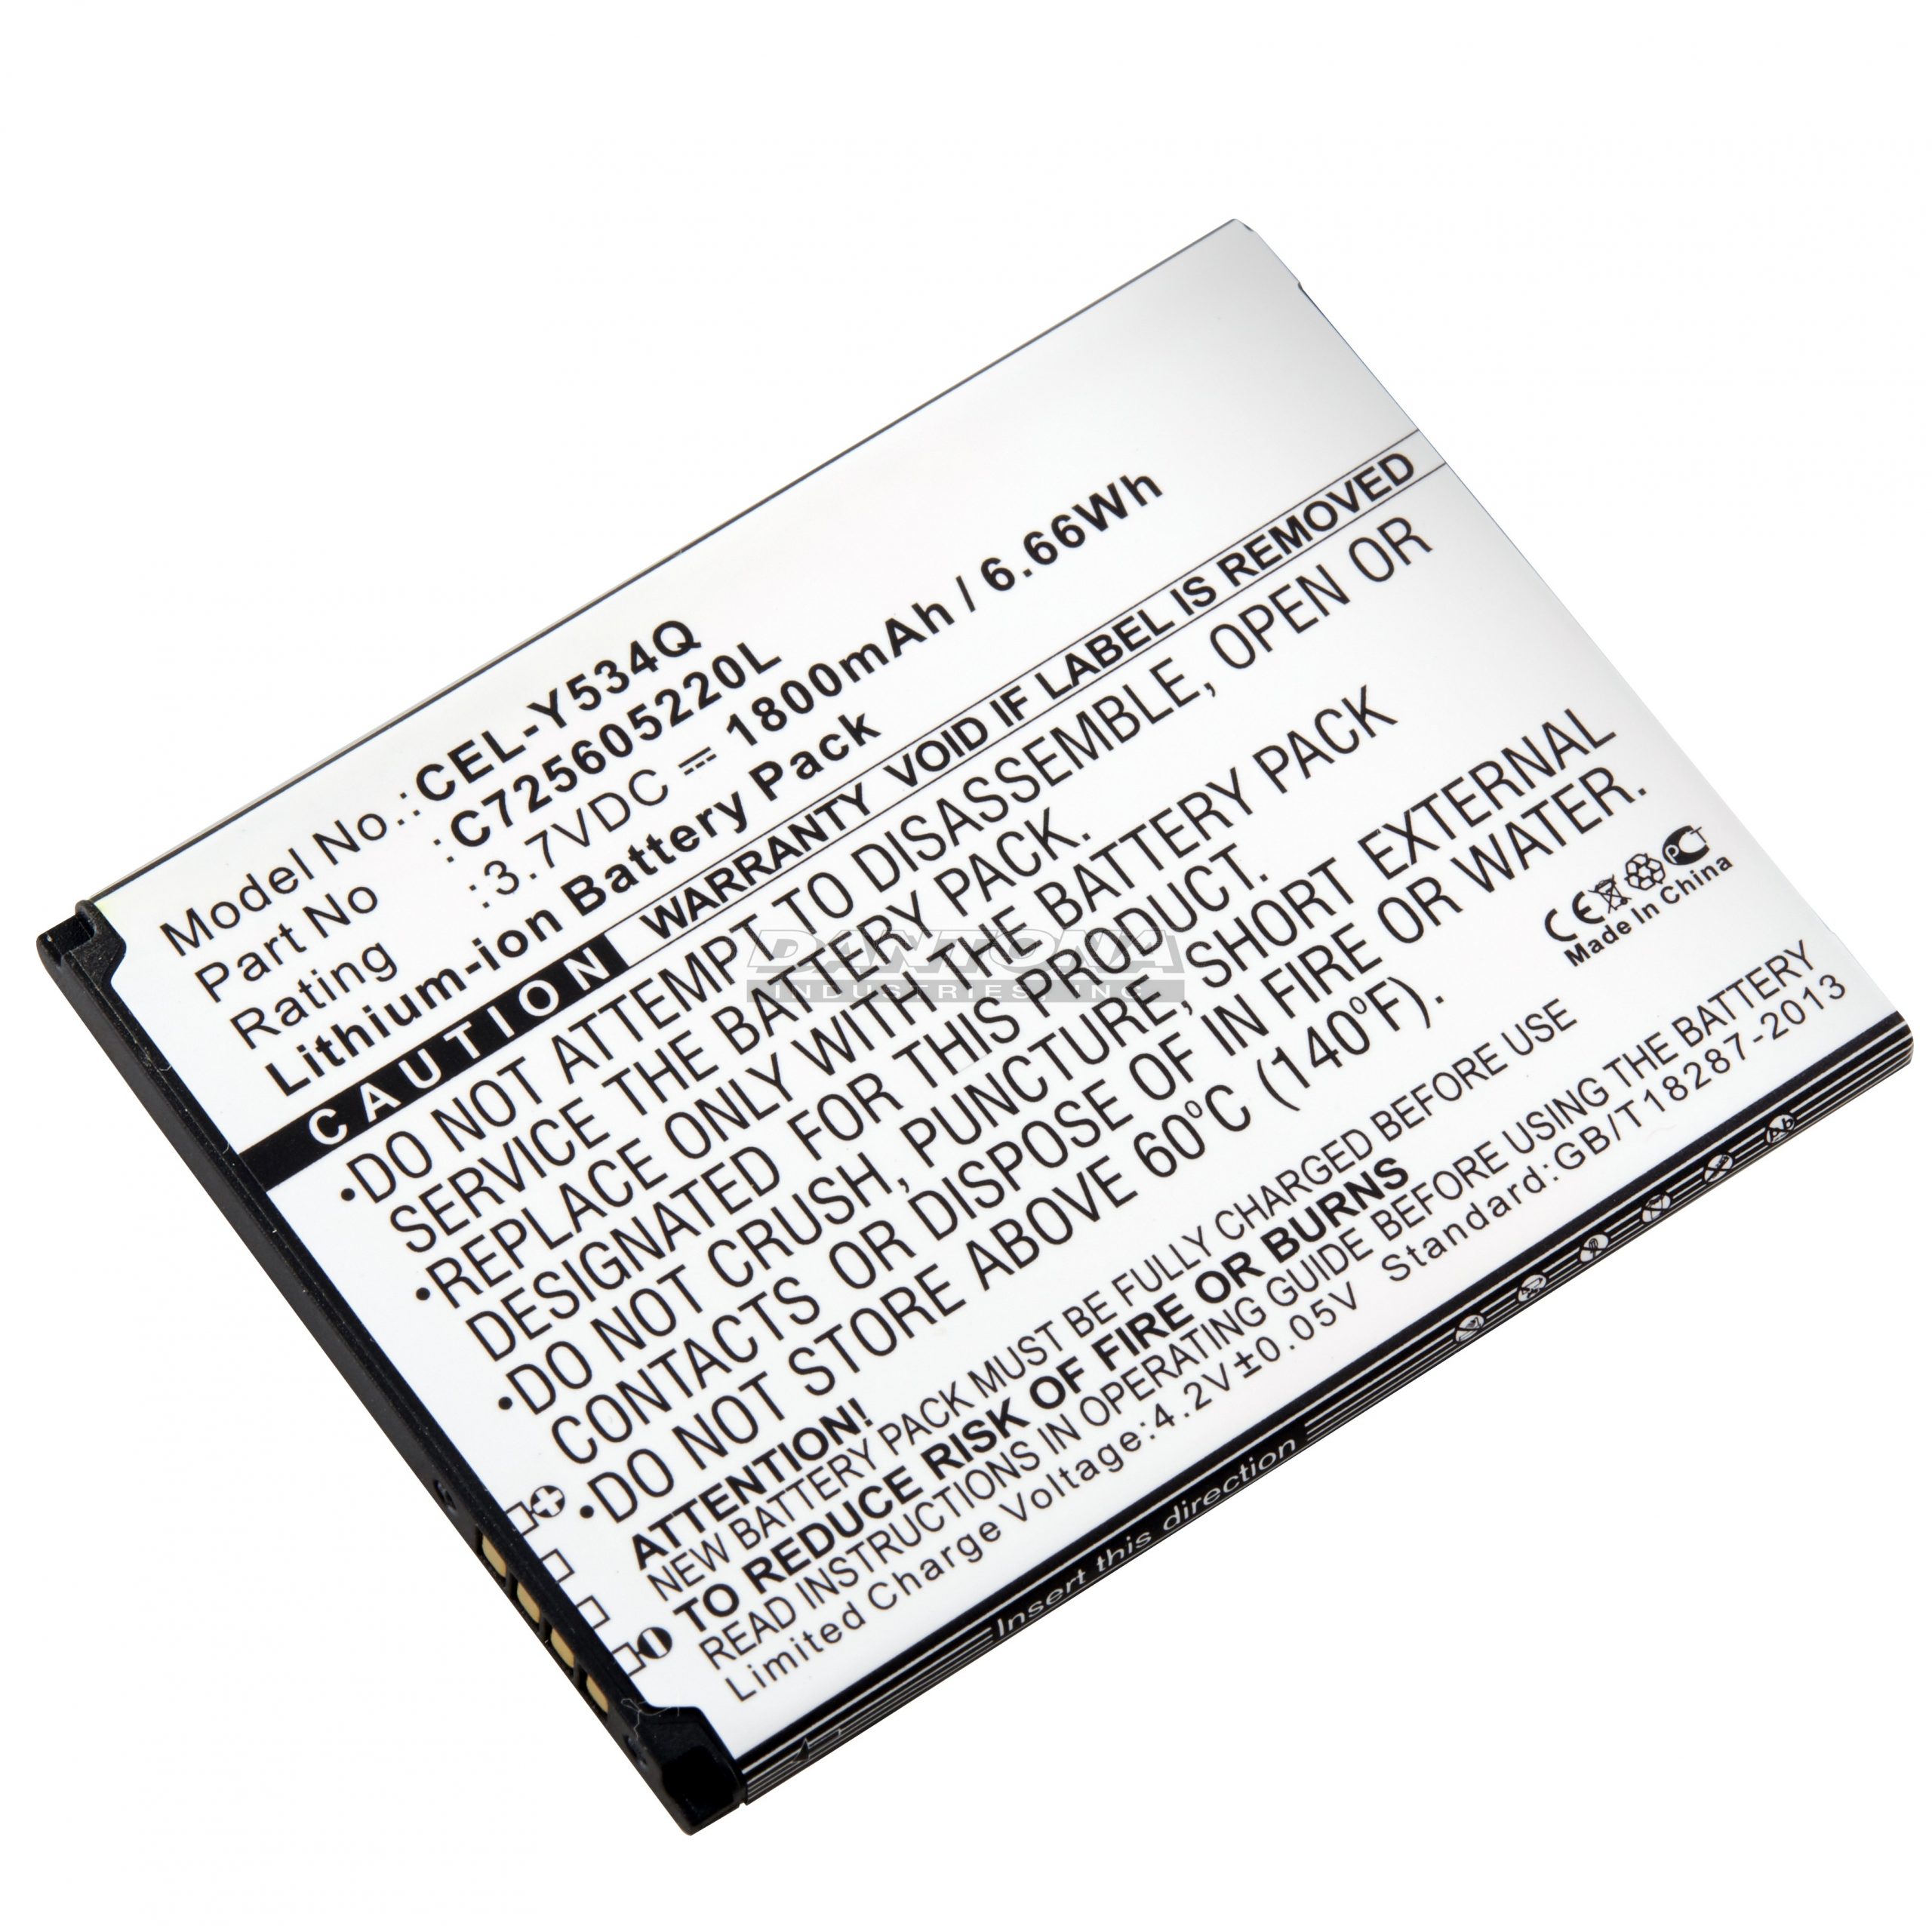 Model No.:CEL-Y534Q
Part No :C725605220L
Rating :3.7VDC ⎓ 1800mAh / 6.66Wh
Lithium-ion Battery Pack
CAUTION WARRANTY VOID IF LABEL IS REMOVED
•DO NOT ATTEMPT TO DISASSEMBLE, OPEN OR
SERVICE THE BATTERY PACK.
•REPLACE ONLY WITH THE BATTERY PACK
DESIGNATED FOR THIS PRODUCT.
•DO NOT CRUSH, PUNCTURE, SHORT EXTERNAL
CONTACTS OR DISPOSE OF IN FIRE OR WATER.
•DO NOT STORE ABOVE 60°C (140°F).
CE PCT
Made In China
ATTENTION!
NEW BATTERY PACK MUST BE FULLY CHARGED BEFORE USE
TO REDUCE RISK OF FIRE OR BURNS
READ INSTRUCTIONS IN OPERATING GUIDE BEFORE USING THE BATTERY
Limited Charge Voltage:4.2V±0.05V Standard:GB/T18287-2013
Insert this direction
DANTONA
INDUSTRIES, INC.